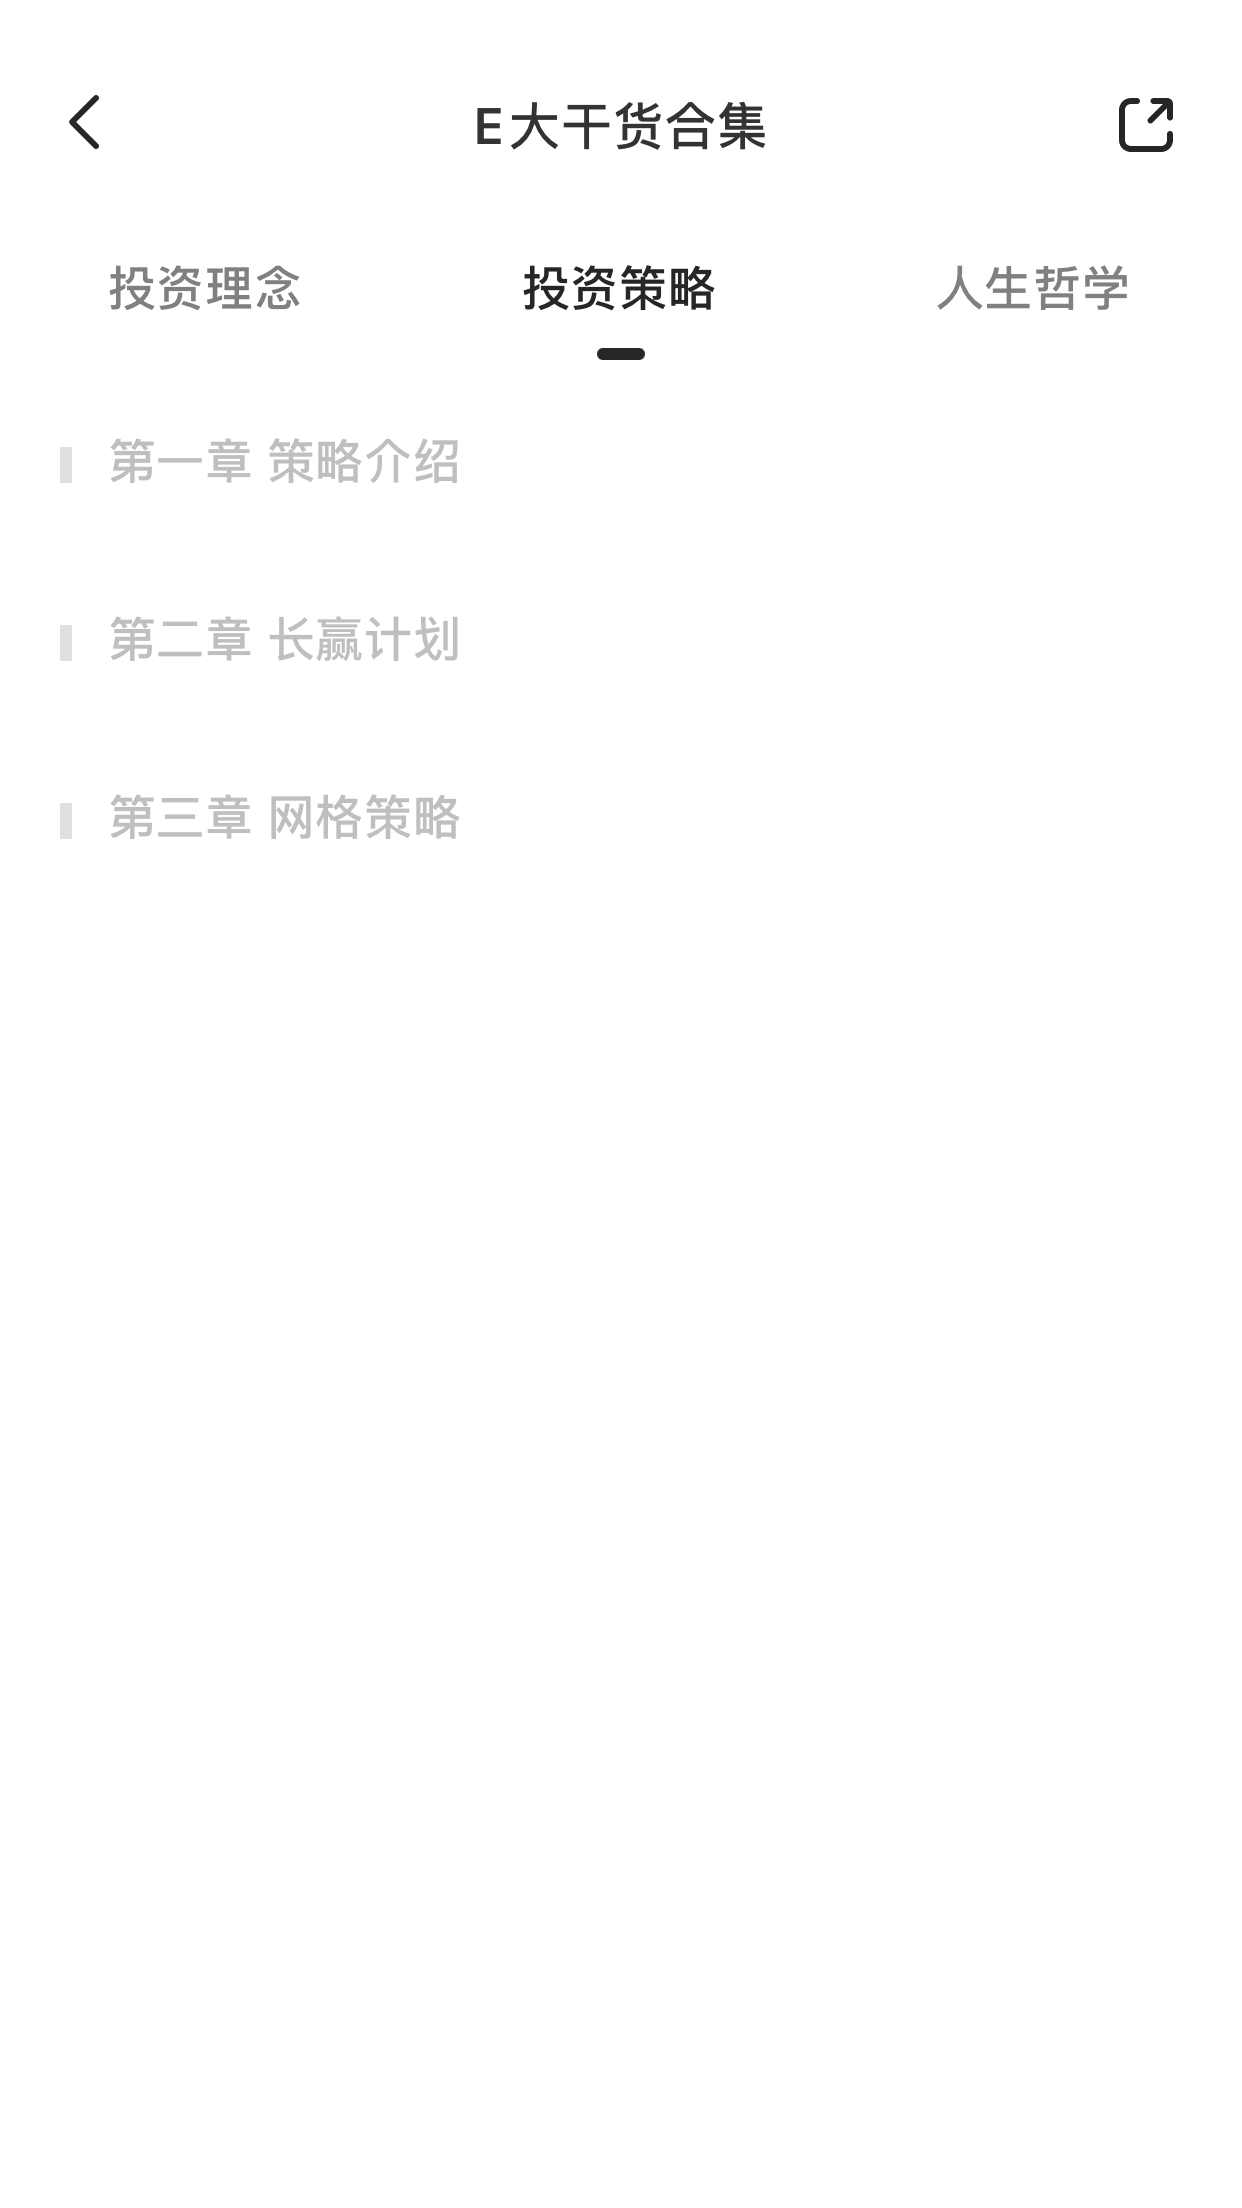 E大干货合集
投资理念 投资策略 人生哲学
第一章 策略介绍
第二章 长赢计划
第三章 网格策略